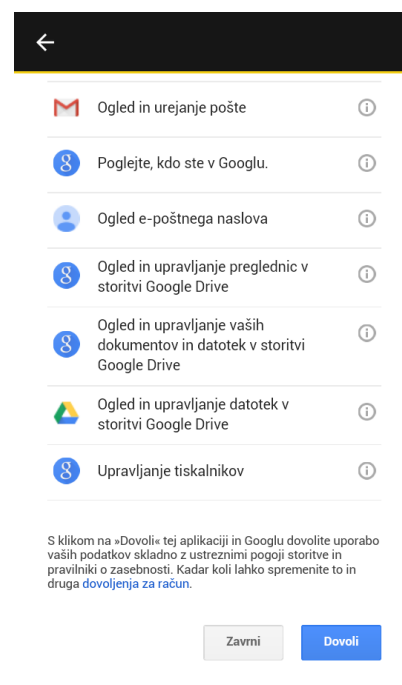 Ogled in urejanje pošte
Poglejte, kdo ste v Googlu.
Ogled e-poštnega naslova
Ogled in upravljanje preglednic v
storitvi Google Drive
Ogled in upravljanje vaših
dokumentov in datotek v storitvi
Google Drive
Ogled in upravljanje datotek v
storitvi Google Drive
Upravljanje tiskalnikov
S klikom na »Dovoli« tej aplikaciji in Googlu dovolite uporabo
vaših podatkov skladno z ustreznimi pogoji storitve in
pravilniki o zasebnosti. Kadar koli lahko spremenite to in
druga dovoljenja za račun.
Zavrni Dovoli